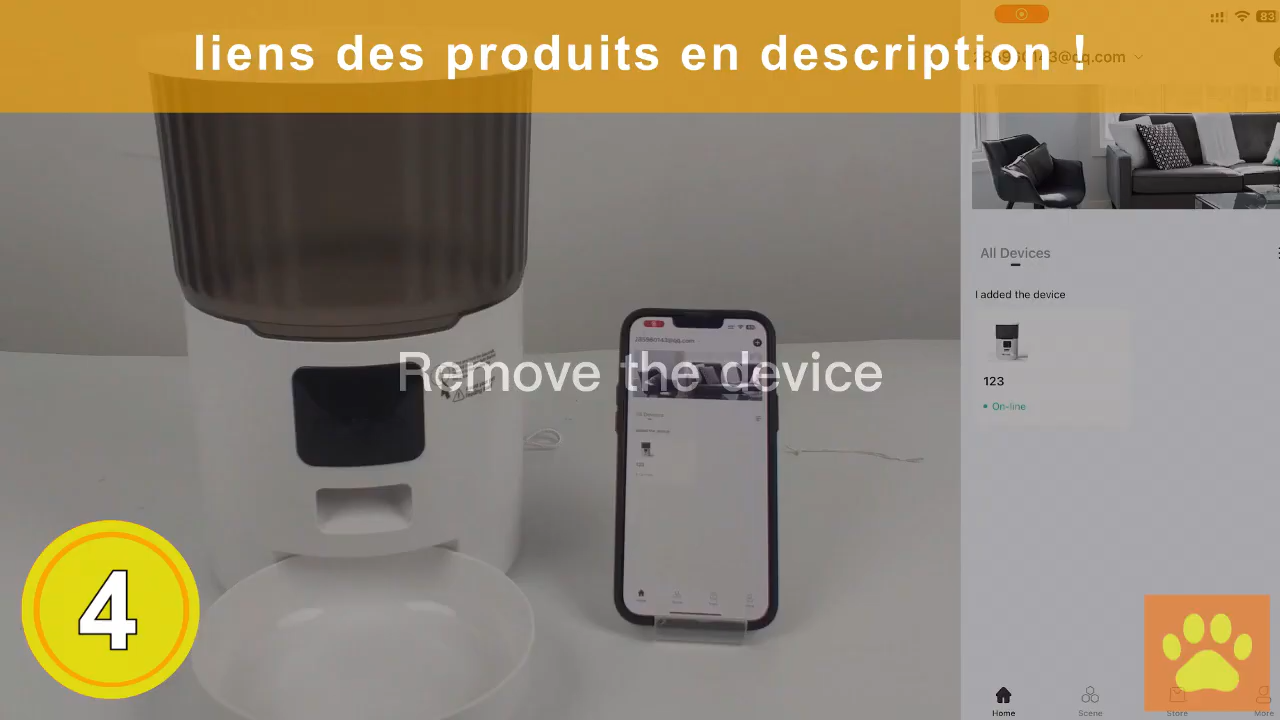 liens des produits en description !
83
All Devices
I added the device
Remove the device
123
• On-line
4
Home
Scene
Store
More